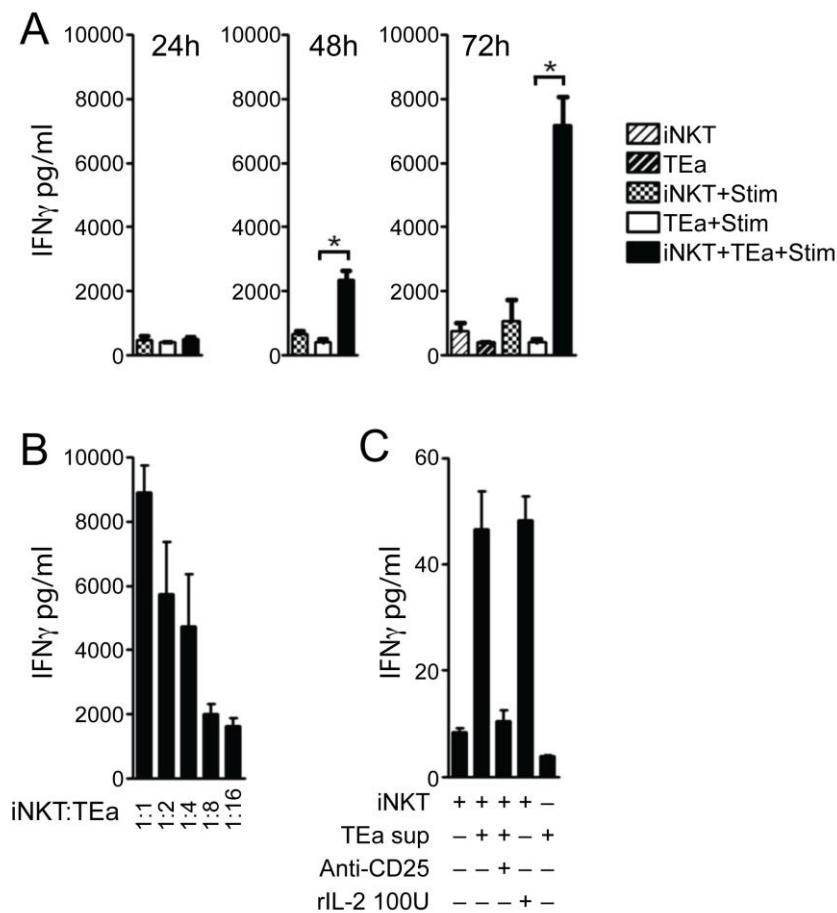 A
24h
48h
72h
10000
8000
6000
4000
2000
0
IFNγ pg/ml
10000
8000
6000
4000
2000
0
*
10000
8000
6000
4000
2000
0
*
iNKT
TEa
iNKT+Stim
TEa+Stim
iNKT+TEa+Stim
B
10000
8000
6000
4000
2000
0
IFNγ pg/ml
iNKT:TEa 1:1 1:2 1:4 1:8 1:16
C
60
40
20
0
IFNγ pg/ml
iNKT + + + + –
TEa sup – + + – +
Anti-CD25 – – + – –
rIL-2 100U – – – + –